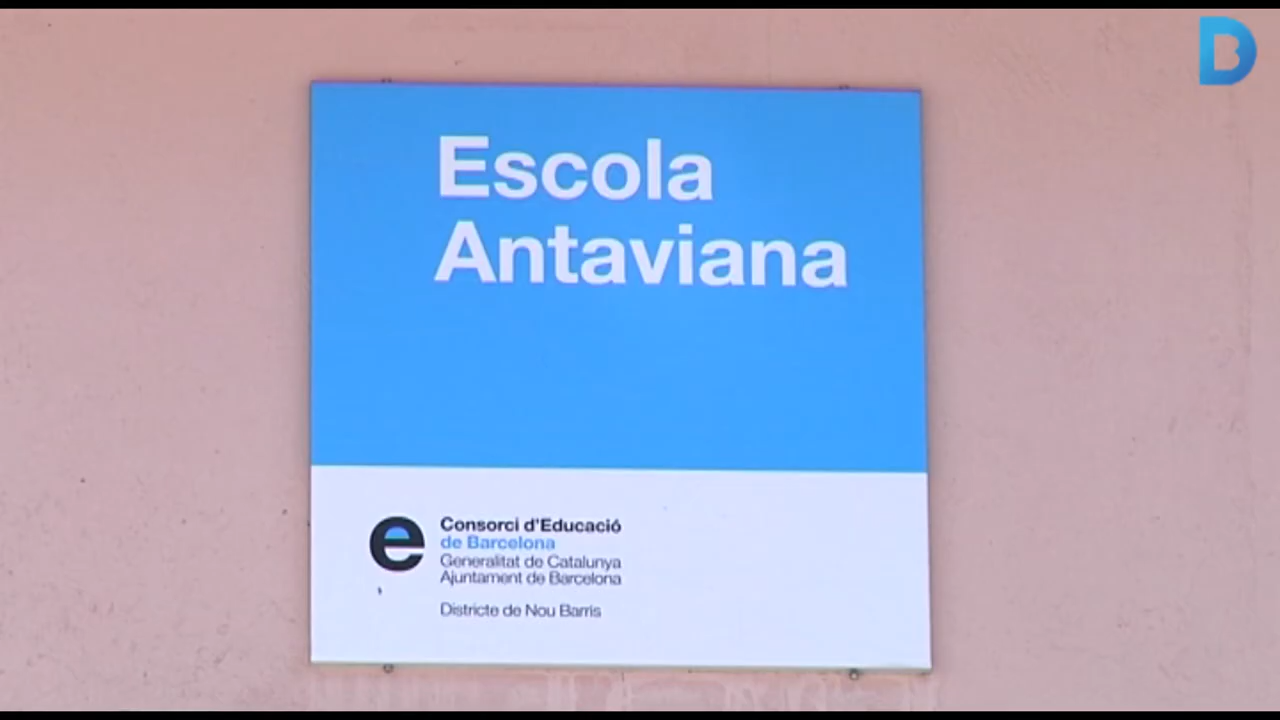 Escola
Antaviana
e
Consorci d'Educació
de Barcelona
Generalitat de Catalunya
Ajuntament de Barcelona
Districte de Nou Barris
B